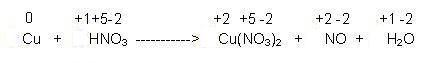 0 +1+5-2 +2 +5 -2 +2 -2 +1 -2
Cu + HNO₃ -----------> Cu(NO₃)₂ + NO + H₂O